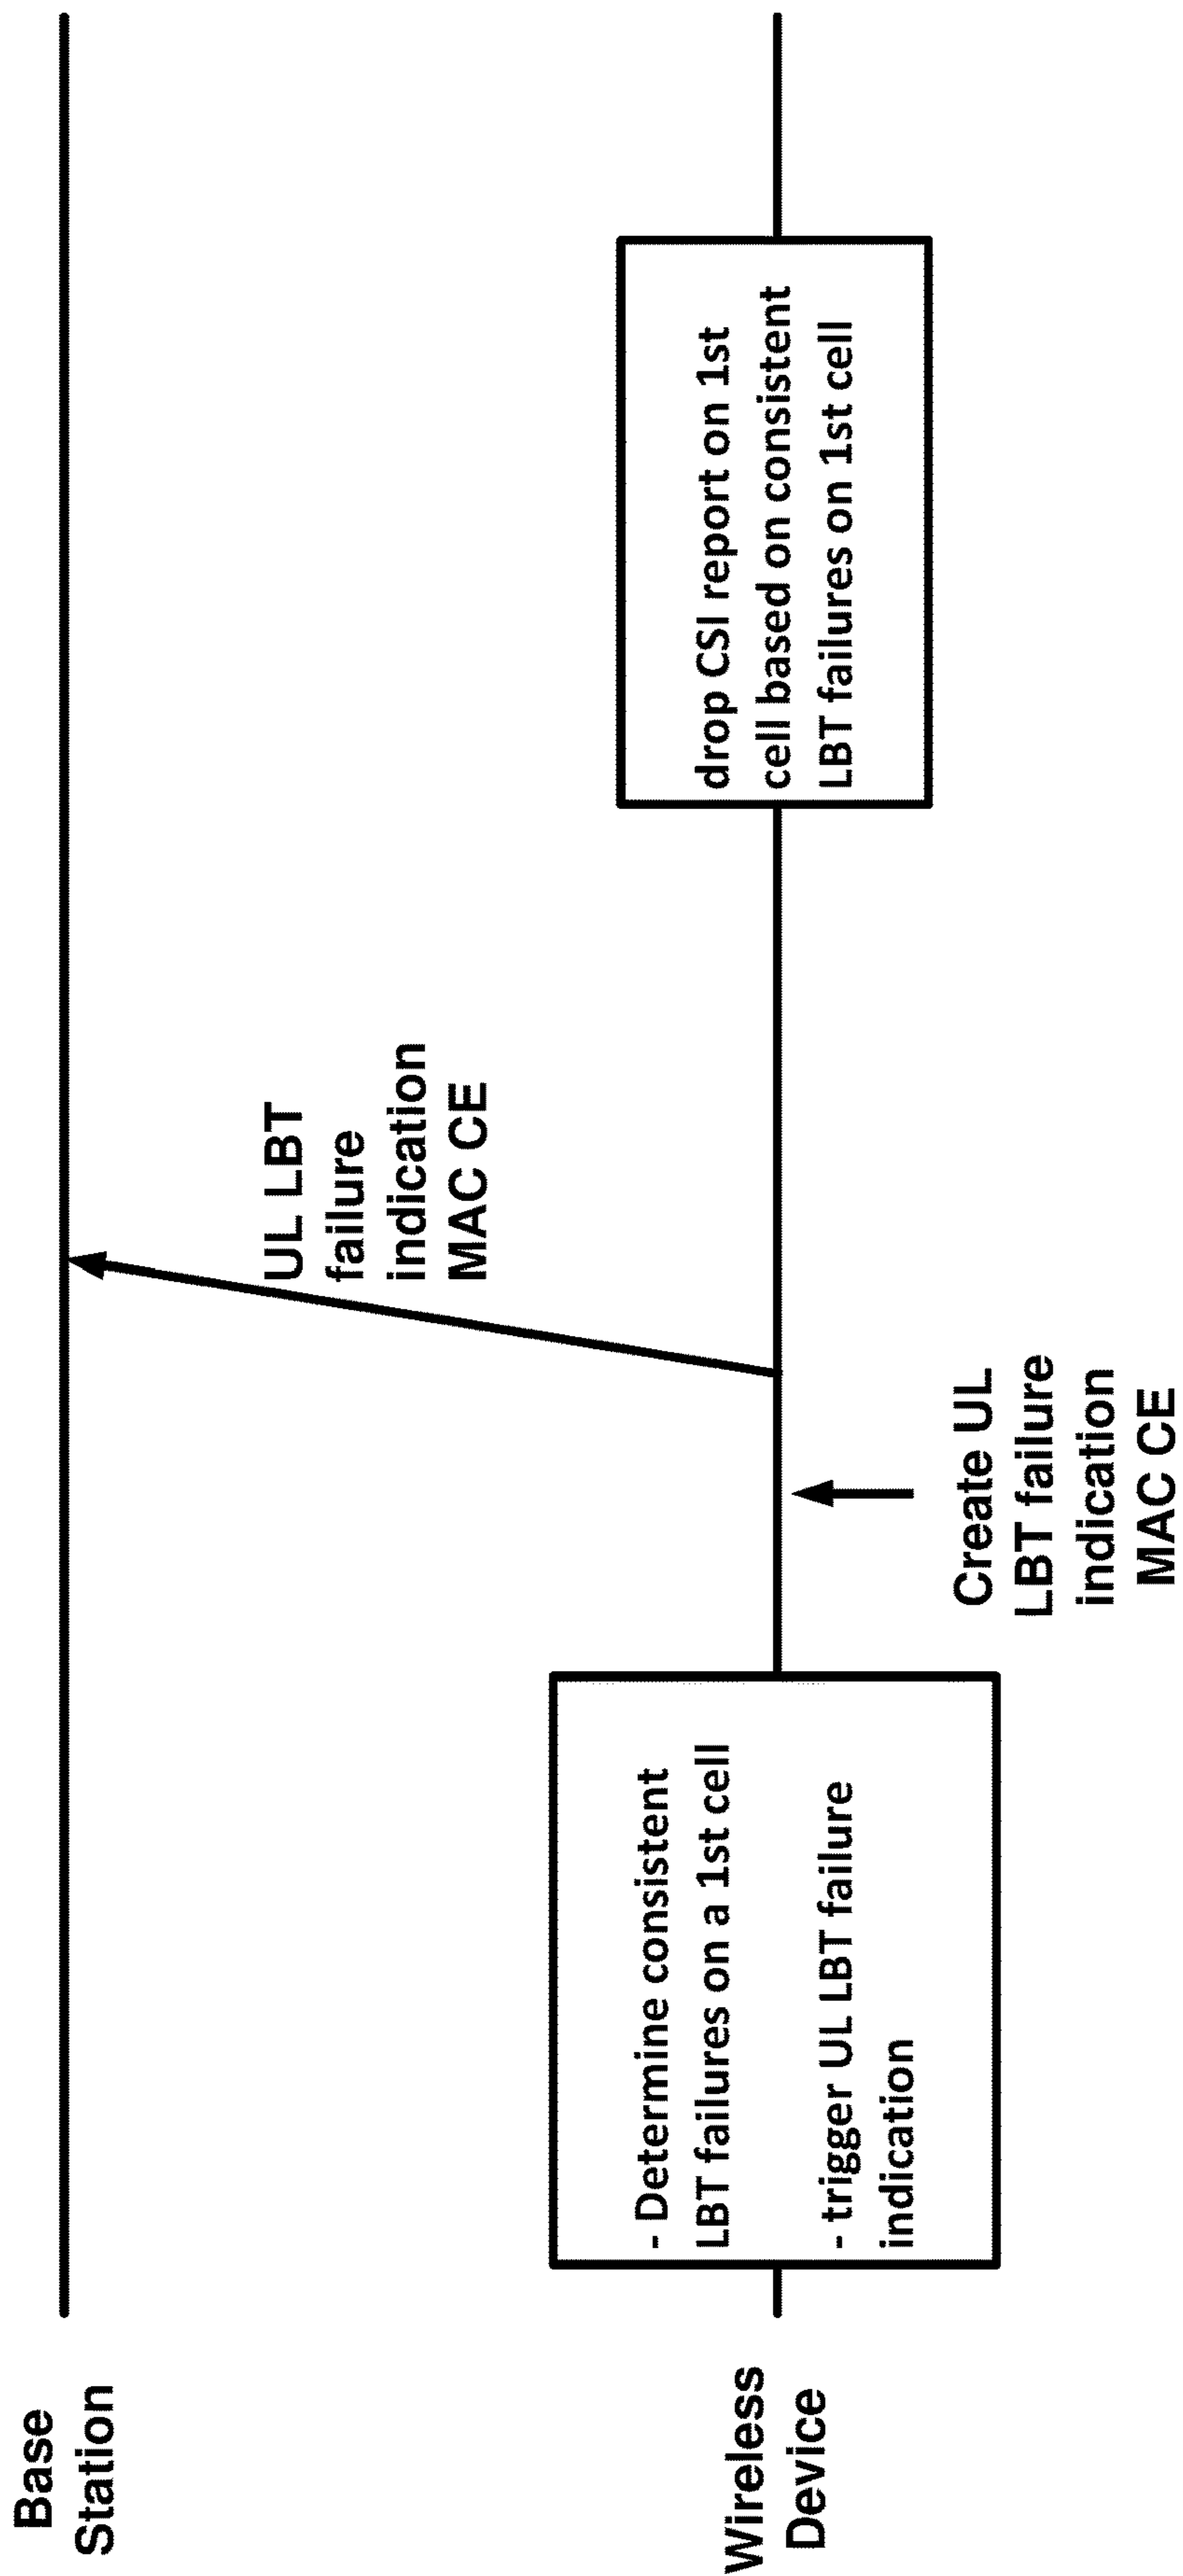 Base
Station
UL LBT
failure
indication
MAC CE
Wireless
Device
- Determine consistent
LBT failures on a 1st cell
- trigger UL LBT failure
indication
Create UL
LBT failure
indication
MAC CE
drop CSI report on 1st
cell based on consistent
LBT failures on 1st cell